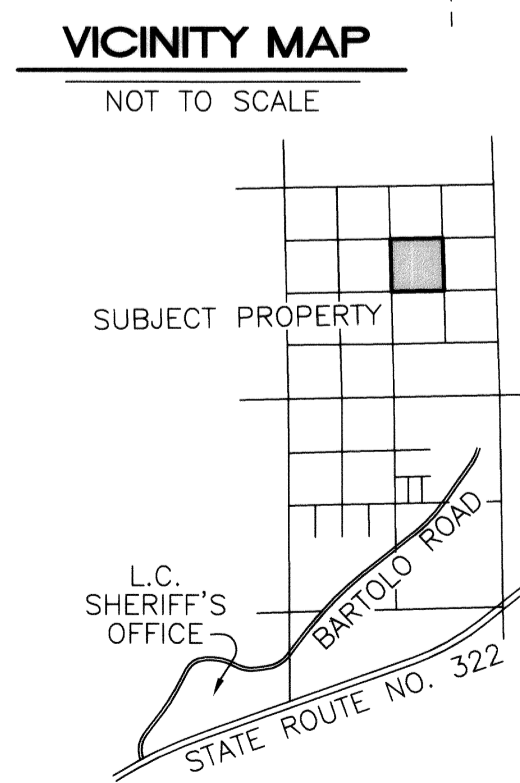 VICINITY MAP
NOT TO SCALE
SUBJECT PROPERTY
L.C.
SHERIFF'S
OFFICE
BARTOLO ROAD
STATE ROUTE NO. 322